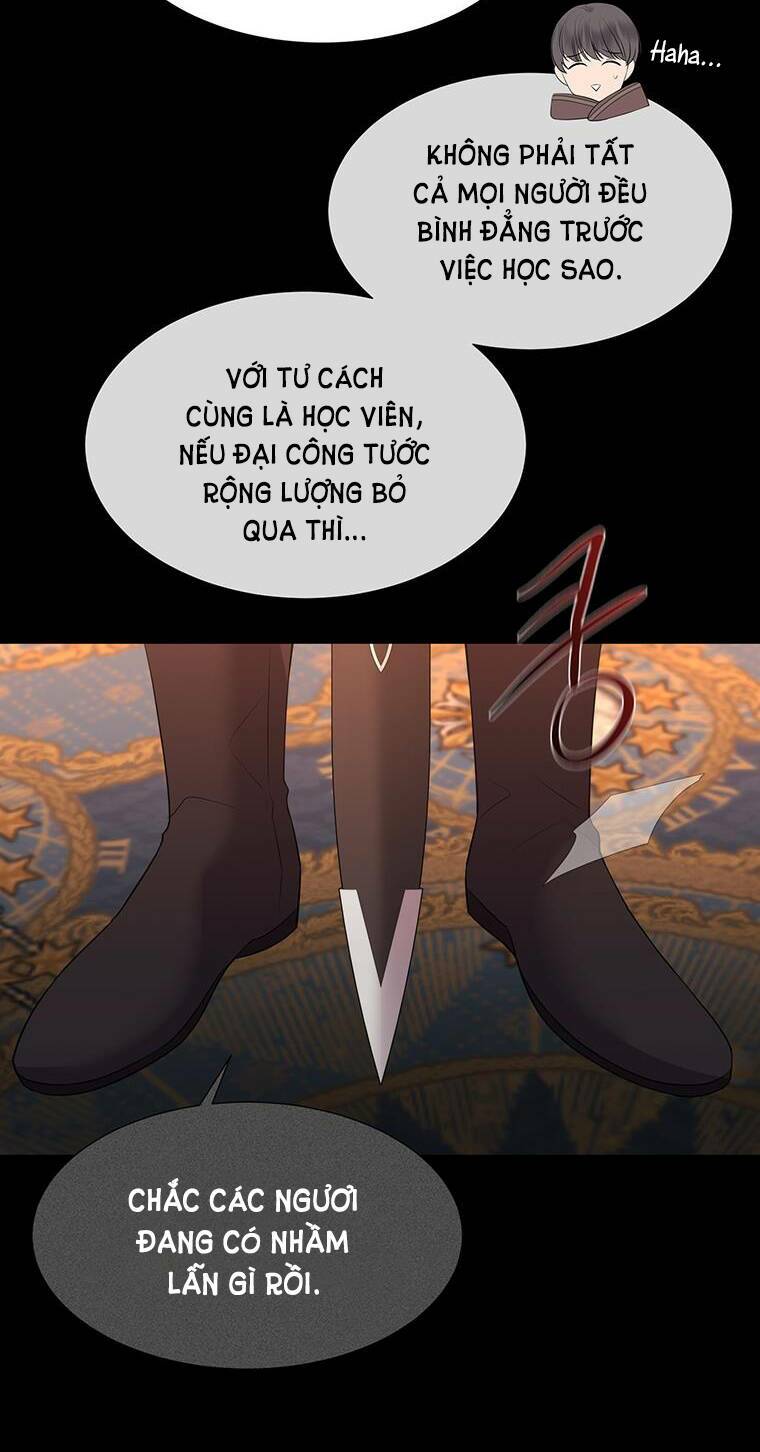 Haha...
KHÔNG PHẢI TẤT
CẢ MỌI NGƯỜI ĐỀU
BÌNH ĐẲNG TRƯỚC
VIỆC HỌC SAO.
VỚI TƯ CÁCH
CÙNG LÀ HỌC VIÊN,
NẾU ĐẠI CÔNG TƯỚC
RỘNG LƯỢNG BỎ
QUA THÌ...
CHẮC CÁC NGƯƠI
ĐANG CÓ NHẦM
LẪN GÌ RỒI.